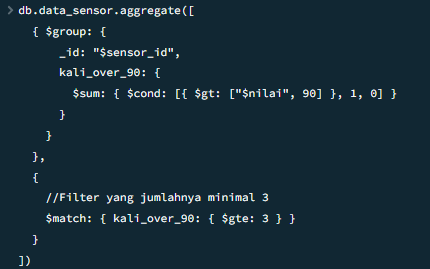 > db.data_sensor.aggregate([
{ $group: {
_id: "$sensor_id",
kali_over_90: {
$sum: { $cond: [{ $gt: ["$nilai", 90] }, 1, 0] }
}
}
},
{
//Filter yang jumlahnya minimal 3
$match: { kali_over_90: { $gte: 3 } }
}
])